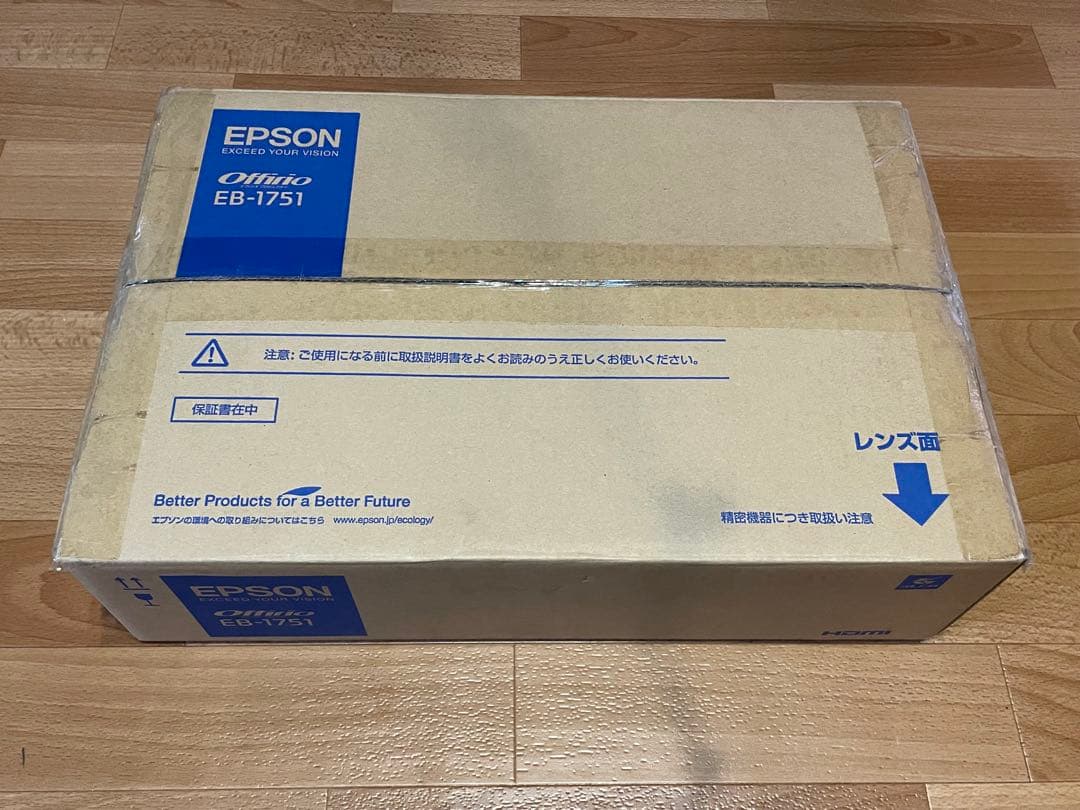 EPSON
EXCEED YOUR VISION
Offirio
EB-1751
注意: ご使用になる前に取扱説明書をよくお読みのうえ正しくお使いください。
保証書在中
レンズ面
Better Products for a Better Future
エプソンの環境への取り組みについてはこちら www.epson.jp/ecology/
精密機器につき取扱い注意
EPSON
EXCEED YOUR VISION
Offirio
EB-1751
HDMI